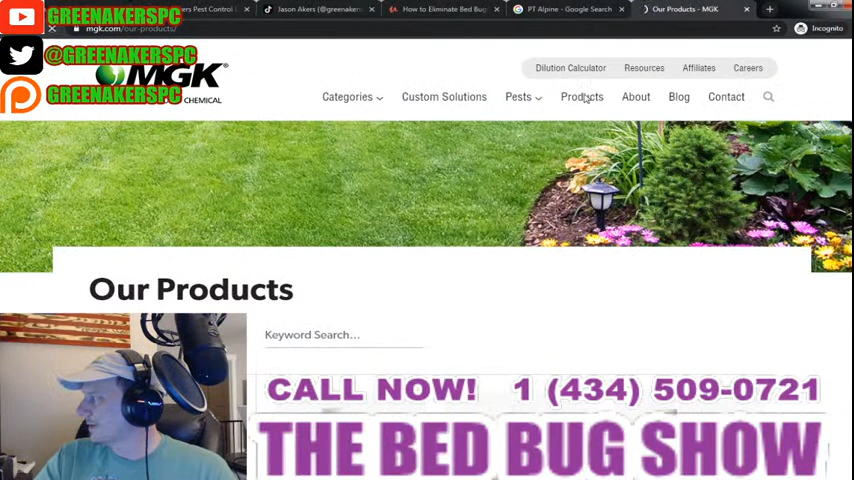 GREENAKERSPC
@GREENAKERSPC
GREENAKERSPC
ers Pest Control L
Jason Akers (@greenakers
How to Eliminate Bed Bug
PT Alpine - Google Search
Our Products - MGK
mgk.com/our-products/
Incognito
MGK
CHEMICAL
Dilution Calculator
Resources
Affiliates
Careers
Categories
Custom Solutions
Pests
Products
About
Blog
Contact
Our Products
Keyword Search...
CALL NOW! 1 (434) 509-0721
THE BED BUG SHOW